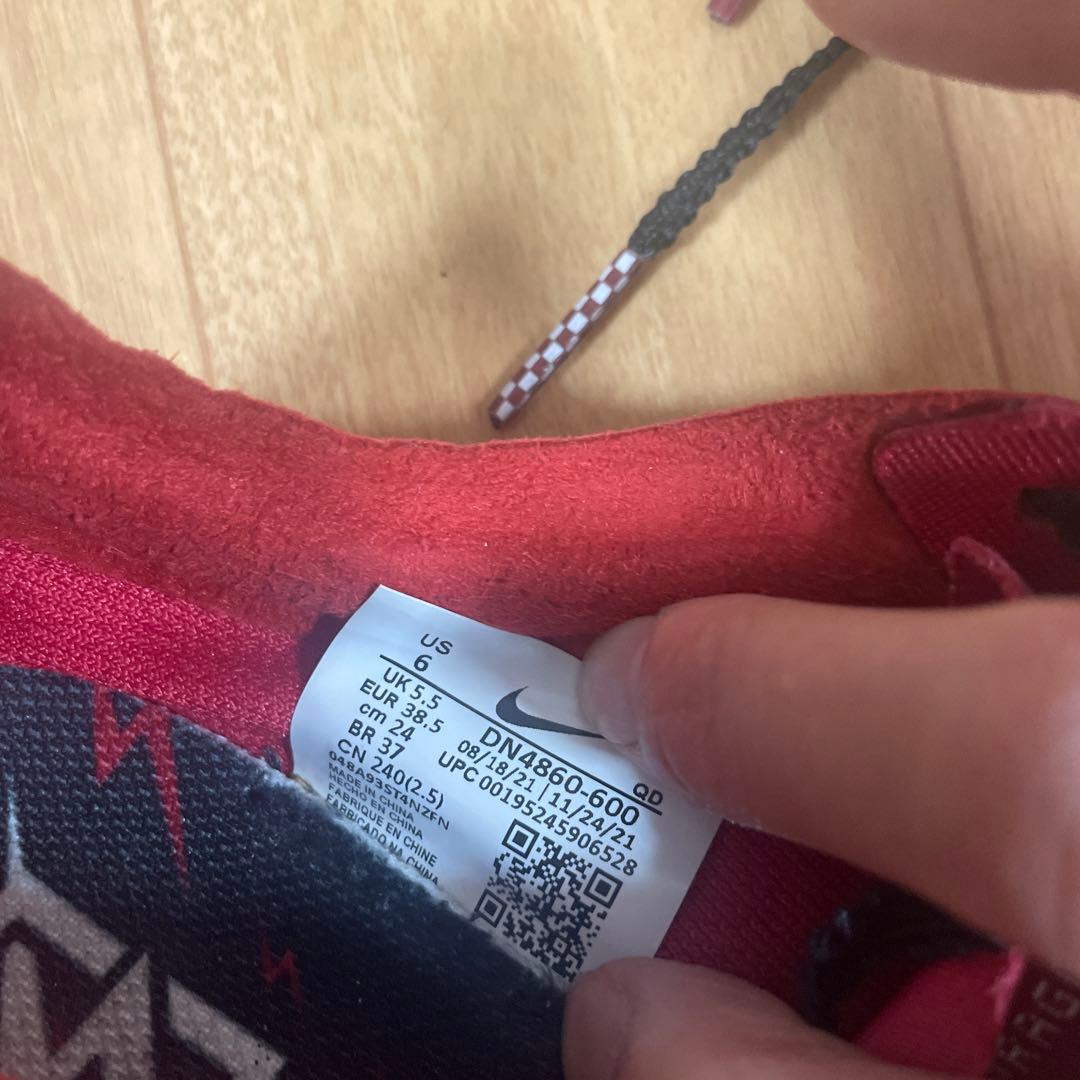 US
6
UK 5.5
EUR 38.5
cm 24
BR 37
CN 240(2.5)
048A93ST4NZFN
MADE IN CHINA
HECHO EN CHINA
FABRIQUE EN CHINE
FABRICADO NA CHINA
QD
DN4860-600
08/18/21 | 11/24/21
UPC 00195245906528